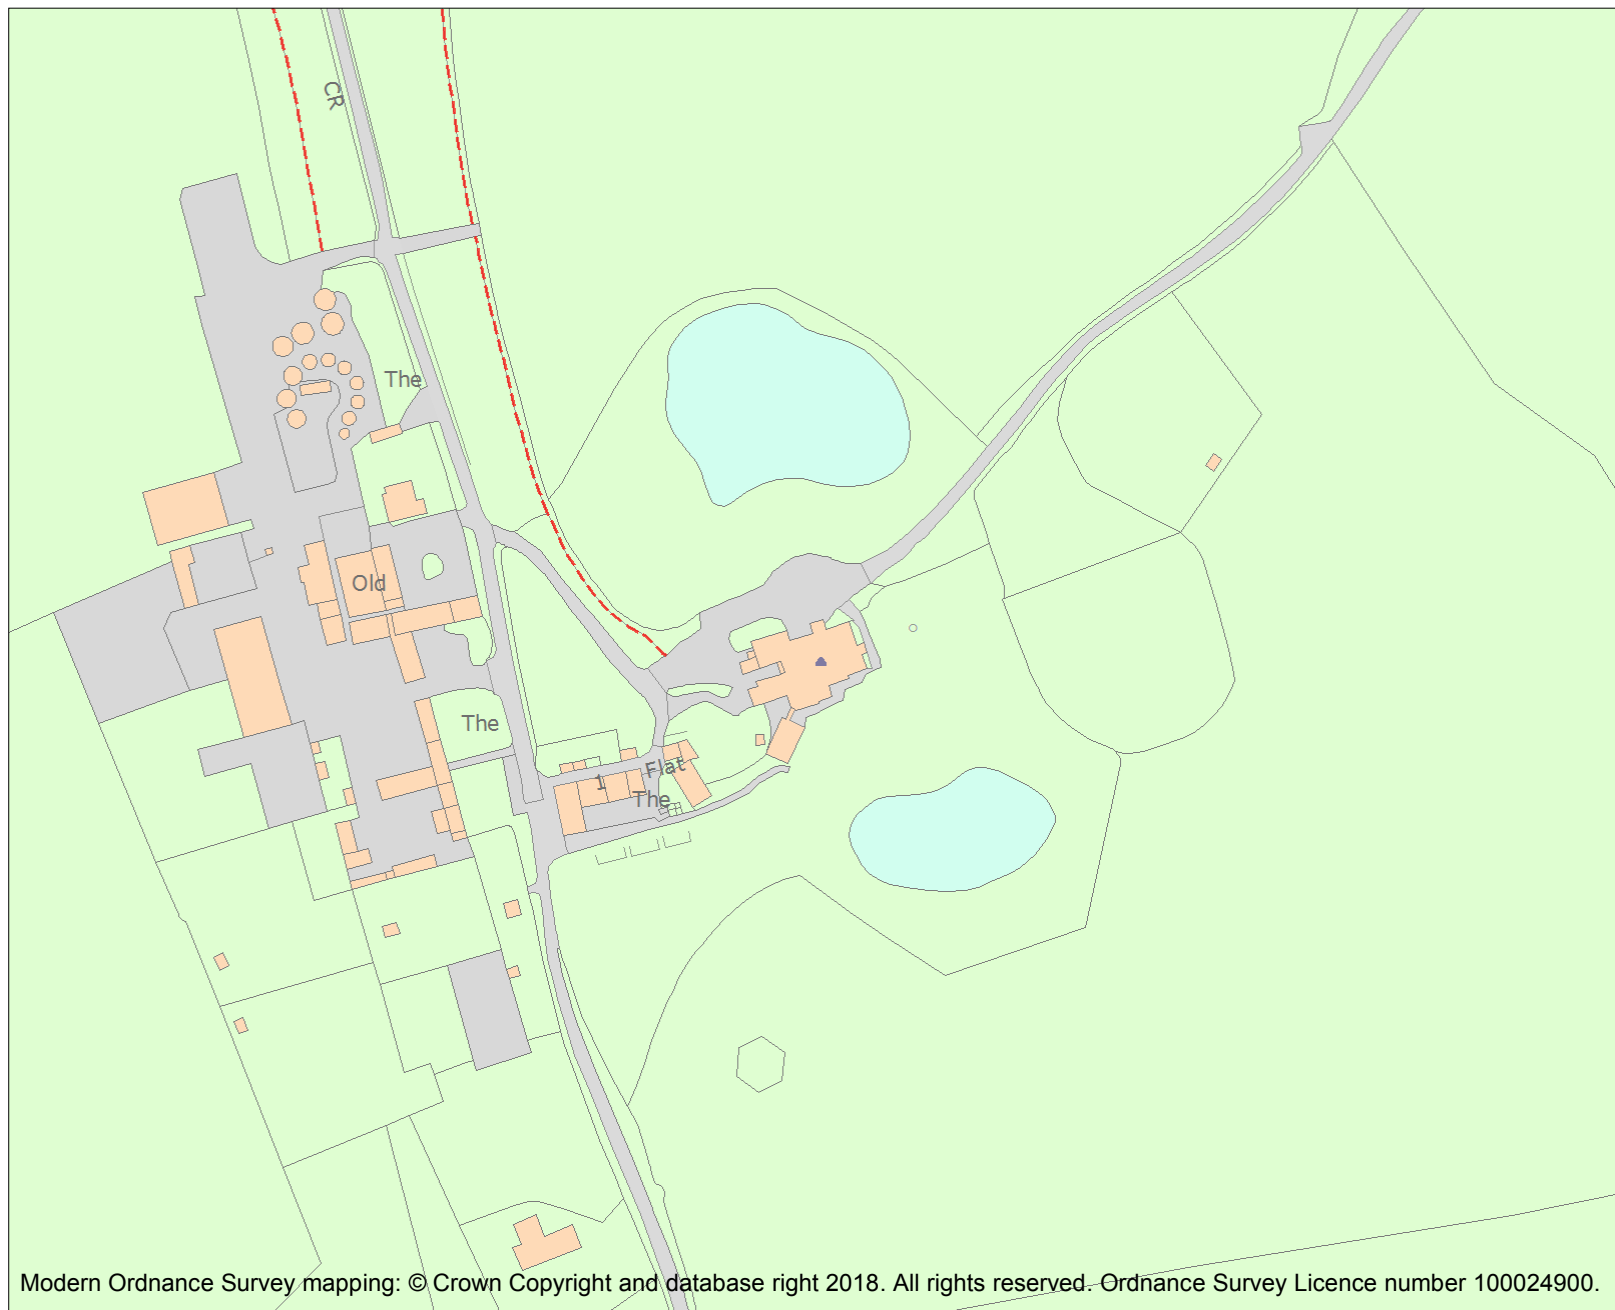 CR
The
Old
The
1
Flat
The
Modern Ordnance Survey mapping: © Crown Copyright and database right 2018. All rights reserved. Ordnance Survey Licence number 100024900.